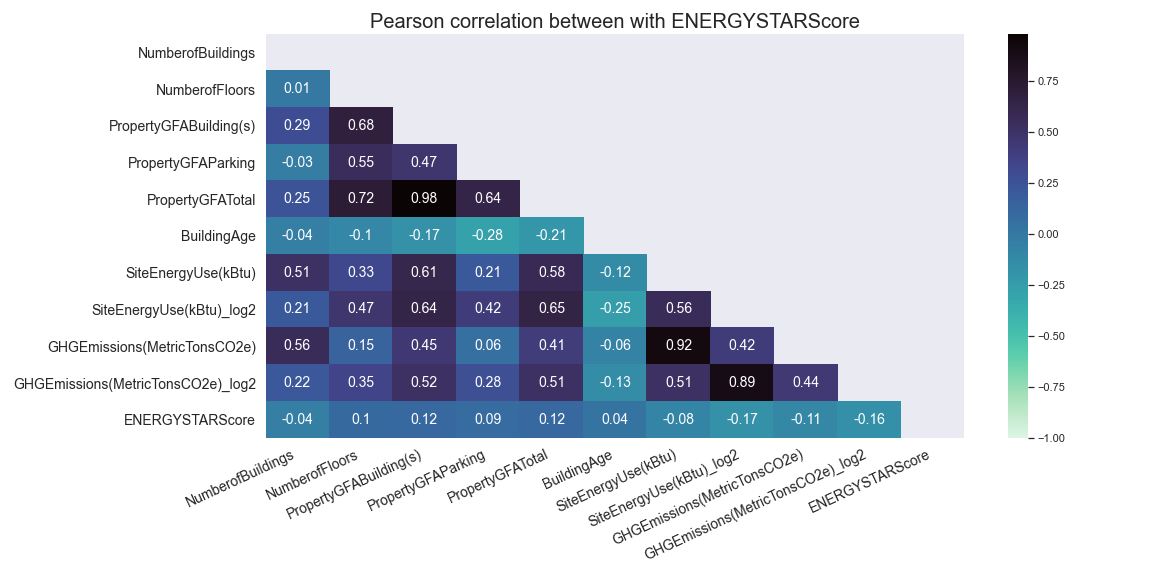 Pearson correlation between with ENERGYSTARScore
NumberofBuildings
NumberofFloors 0.01
PropertyGFABuilding(s) 0.29 0.68
PropertyGFAParking -0.03 0.55 0.47
PropertyGFATotal 0.25 0.72 0.98 0.64
BuildingAge -0.04 -0.1 -0.17 -0.28 -0.21
SiteEnergyUse(kBtu) 0.51 0.33 0.61 0.21 0.58 -0.12
SiteEnergyUse(kBtu)_log2 0.21 0.47 0.64 0.42 0.65 -0.25 0.56
GHGEmissions(MetricTonsCO2e) 0.56 0.15 0.45 0.06 0.41 -0.06 0.92 0.42
GHGEmissions(MetricTonsCO2e)_log2 0.22 0.35 0.52 0.28 0.51 -0.13 0.51 0.89 0.44
ENERGYSTARScore -0.04 0.1 0.12 0.09 0.12 0.04 -0.08 -0.17 -0.11 -0.16
NumberofBuildings
NumberofFloors
PropertyGFABuilding(s)
PropertyGFAParking
PropertyGFATotal
BuildingAge
SiteEnergyUse(kBtu)
SiteEnergyUse(kBtu)_log2
GHGEmissions(MetricTonsCO2e)
GHGEmissions(MetricTonsCO2e)_log2
ENERGYSTARScore
0.75
0.50
0.25
0.00
−0.25
−0.50
−0.75
−1.00